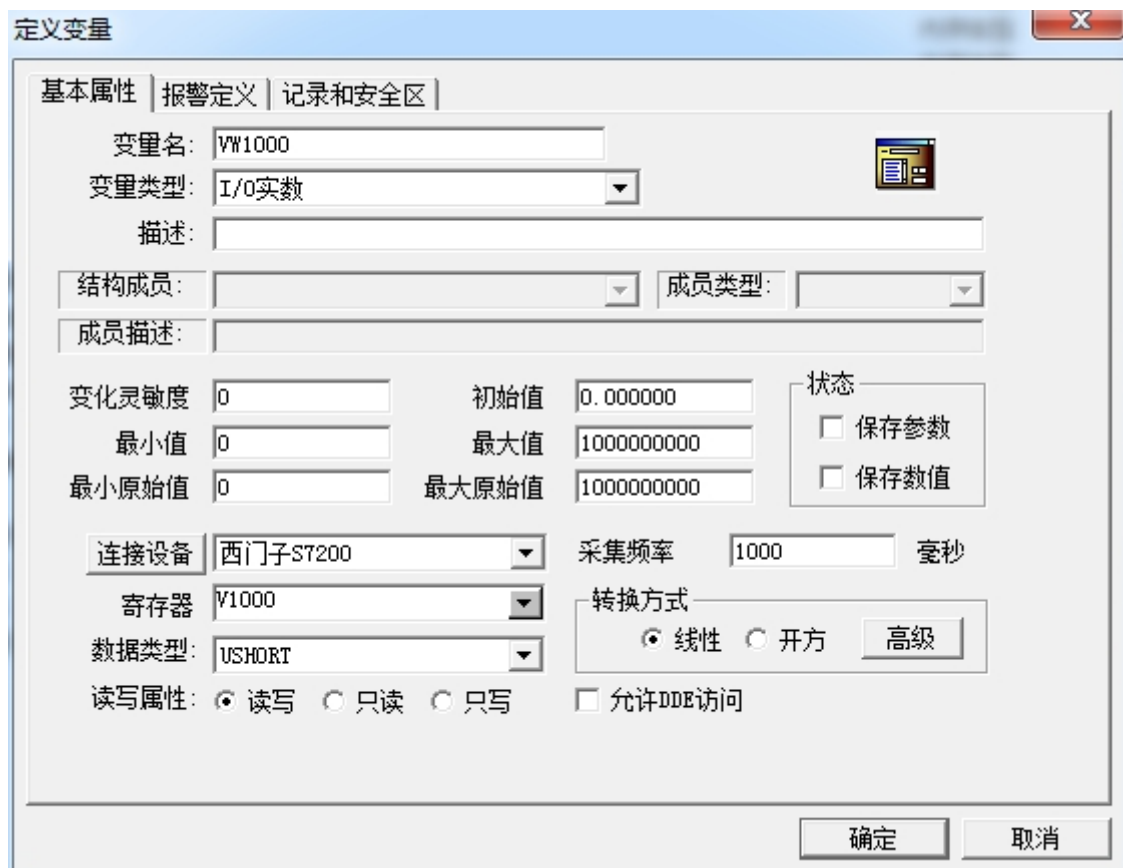 定义变量
基本属性 报警定义 记录和安全区
变量名: VW1000
变量类型: I/O实数
描述:
结构成员: 成员类型:
成员描述:
变化灵敏度 0 初始值 0.000000 状态
最小值 0 最大值 1000000000 保存参数
最小原始值 0 最大原始值 1000000000 保存数值
连接设备 西门子S7200 采集频率 1000 毫秒
寄存器 V1000 转换方式
数据类型: USHORT 线性 开方 高级
读写属性: 读写 只读 只写 允许DDE访问
确定 取消